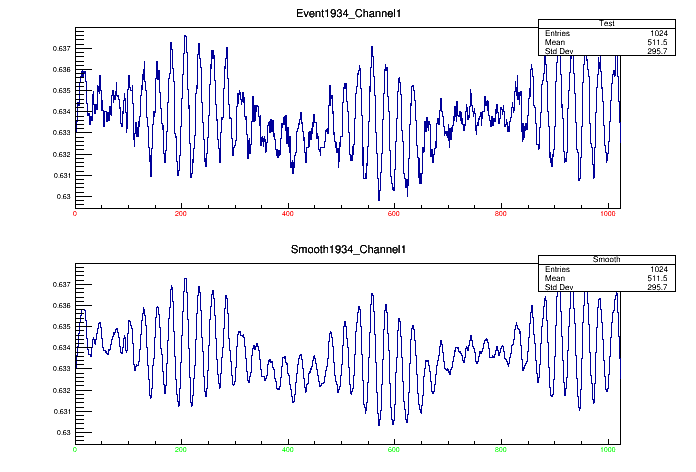 Event1934_Channel1
Test
Entries 1024
Mean 511.5
Std Dev 295.7
0.637
0.636
0.635
0.634
0.633
0.632
0.631
0.63
0 200 400 600 800 1000
Smooth1934_Channel1
Smooth
Entries 1024
Mean 511.5
Std Dev 295.7
0.637
0.636
0.635
0.634
0.633
0.632
0.631
0.63
0 200 400 600 800 1000